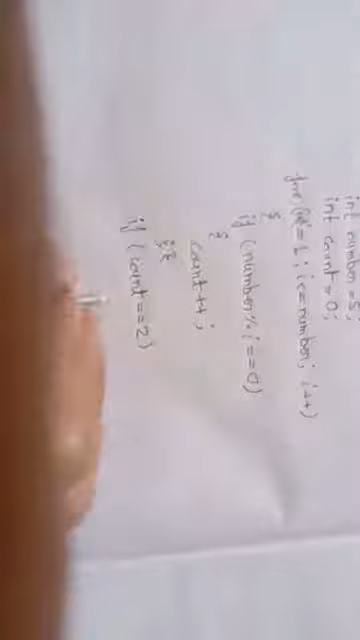 int number = 5;
int count = 0;
for (i = 1; i <= number; i++)
{
if (number % i == 0)
{
count++;
}}
if (count == 2)